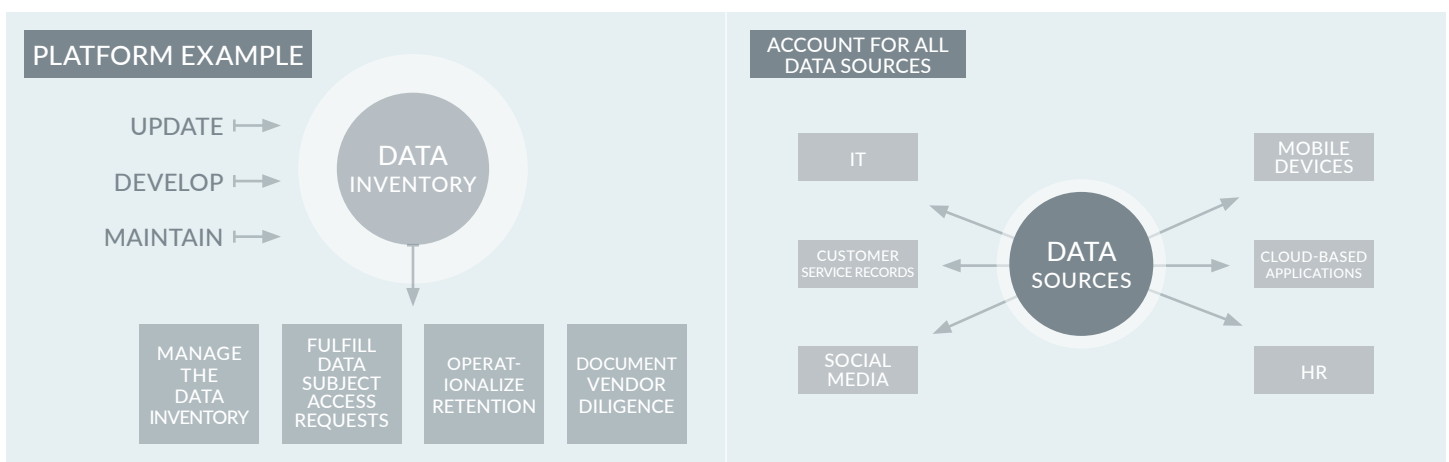 PLATFORM EXAMPLE
UPDATE
DEVELOP
MAINTAIN
DATA
INVENTORY
MANAGE
THE
DATA
INVENTORY
FULFILL
DATA
SUBJECT
ACCESS
REQUESTS
OPERAT-
IONALIZE
RETENTION
DOCUMENT
VENDOR
DILIGENCE
ACCOUNT FOR ALL
DATA SOURCES
IT
CUSTOMER
SERVICE RECORDS
SOCIAL
MEDIA
DATA
SOURCES
MOBILE
DEVICES
CLOUD-BASED
APPLICATIONS
HR